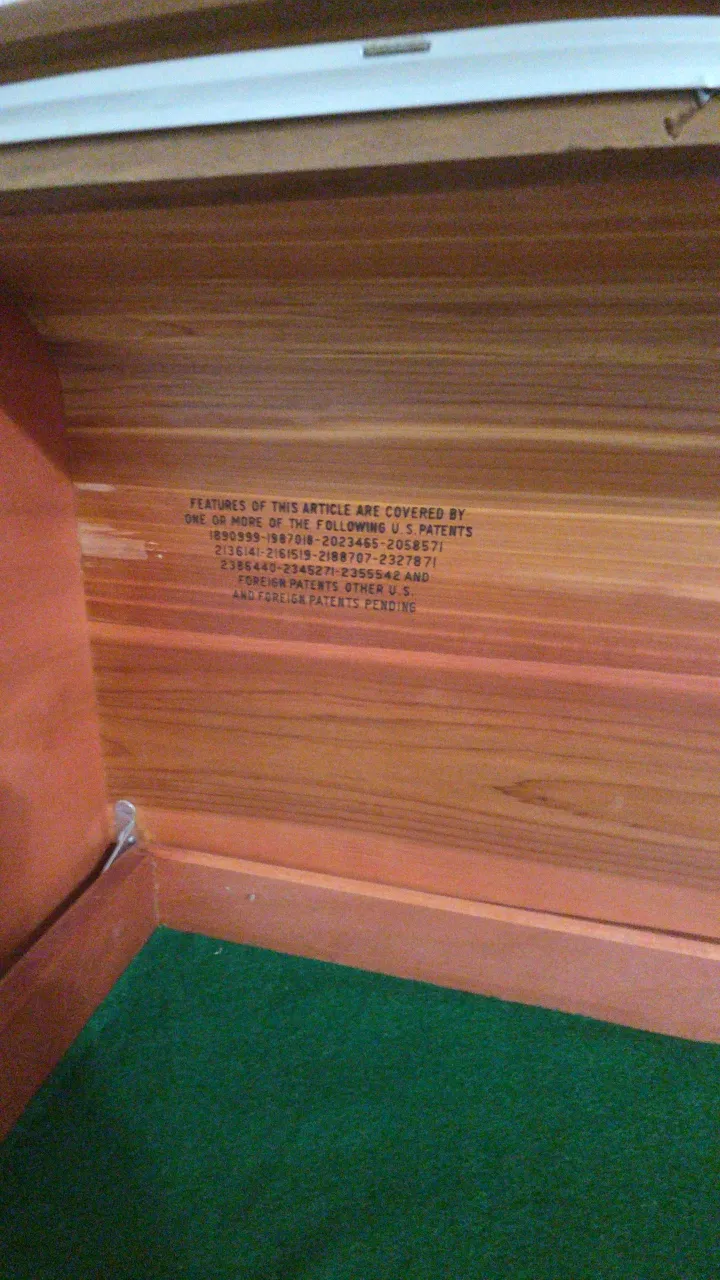 FEATURES OF THIS ARTICLE ARE COVERED BY
ONE OR MORE OF THE FOLLOWING U.S. PATENTS
1890999-1987018-2023465-2058571
2136141-2161519-2188707-2327871
2386440-2345271-2355542 AND
FOREIGN PATENTS OTHER U.S.
AND FOREIGN PATENTS PENDING